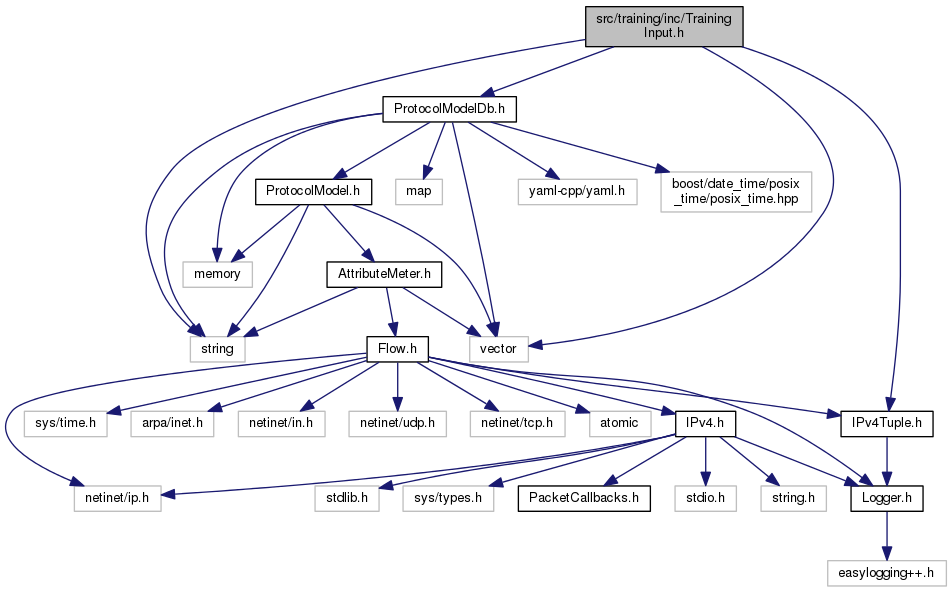 src/training/inc/Training
Input.h
ProtocolModelDb.h
ProtocolModel.h
map
yaml-cpp/yaml.h
boost/date_time/posix
_time/posix_time.hpp
memory
AttributeMeter.h
string
Flow.h
vector
sys/time.h
arpa/inet.h
netinet/in.h
netinet/udp.h
netinet/tcp.h
atomic
IPv4.h
IPv4Tuple.h
netinet/ip.h
stdlib.h
sys/types.h
PacketCallbacks.h
stdio.h
string.h
Logger.h
easylogging++.h